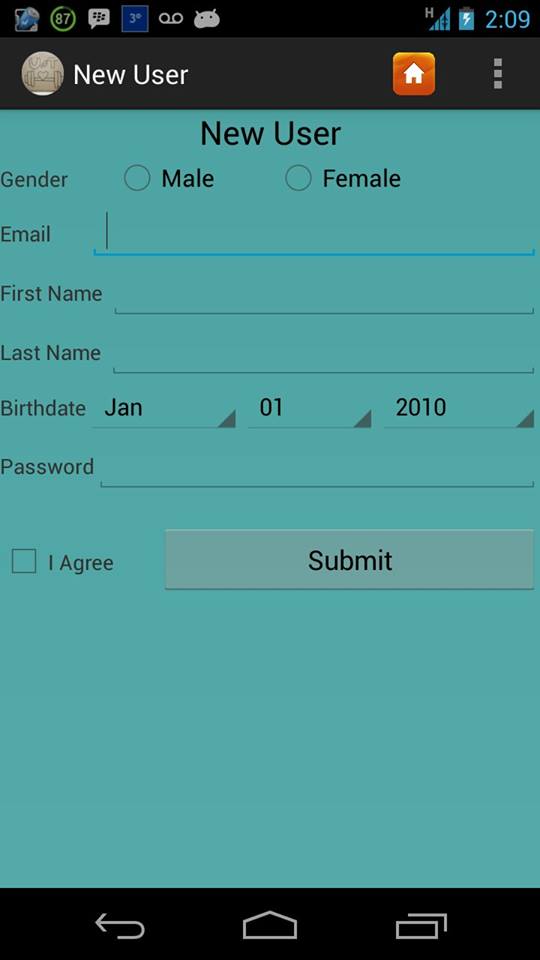 87 3° H 2:09
New User
New User
Gender Male Female
Email
First Name
Last Name
Birthdate Jan 01 2010
Password
I Agree Submit